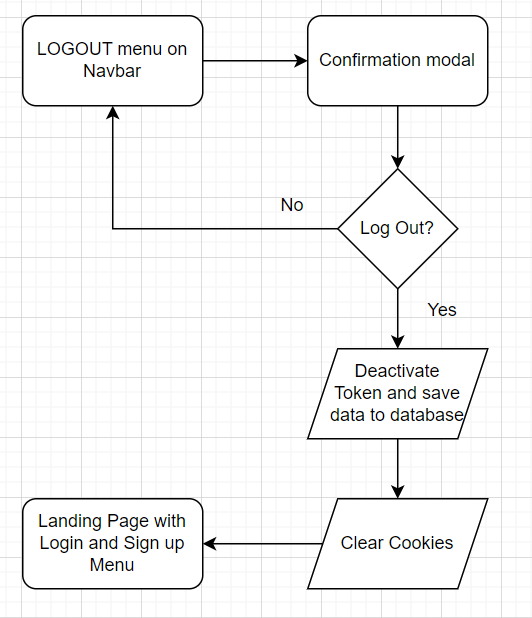 LOGOUT menu on
Navbar
Confirmation modal
No
Log Out?
Yes
Deactivate
Token and save
data to database
Clear Cookies
Landing Page with
Login and Sign up
Menu